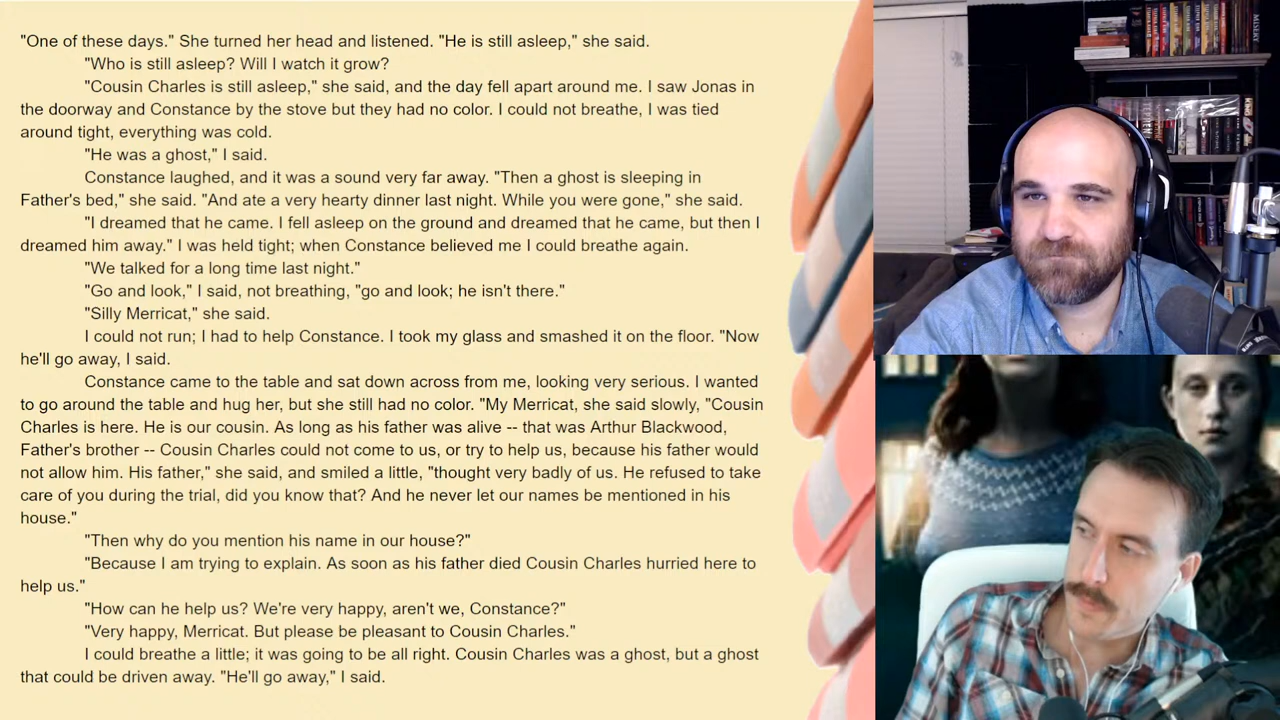 "One of these days." She turned her head and listened. "He is still asleep," she said.
"Who is still asleep? Will I watch it grow?
"Cousin Charles is still asleep," she said, and the day fell apart around me. I saw Jonas in
the doorway and Constance by the stove but they had no color. I could not breathe, I was tied
around tight, everything was cold.
"He was a ghost," I said.
Constance laughed, and it was a sound very far away. "Then a ghost is sleeping in
Father's bed," she said. "And ate a very hearty dinner last night. While you were gone," she said.
"I dreamed that he came. I fell asleep on the ground and dreamed that he came, but then I
dreamed him away." I was held tight; when Constance believed me I could breathe again.
"We talked for a long time last night."
"Go and look," I said, not breathing, "go and look; he isn't there."
"Silly Merricat," she said.
I could not run; I had to help Constance. I took my glass and smashed it on the floor. "Now
he'll go away, I said.
Constance came to the table and sat down across from me, looking very serious. I wanted
to go around the table and hug her, but she still had no color. "My Merricat, she said slowly, "Cousin
Charles is here. He is our cousin. As long as his father was alive -- that was Arthur Blackwood,
Father's brother -- Cousin Charles could not come to us, or try to help us, because his father would
not allow him. His father," she said, and smiled a little, "thought very badly of us. He refused to take
care of you during the trial, did you know that? And he never let our names be mentioned in his
house."
"Then why do you mention his name in our house?"
"Because I am trying to explain. As soon as his father died Cousin Charles hurried here to
help us."
"How can he help us? We're very happy, aren't we, Constance?"
"Very happy, Merricat. But please be pleasant to Cousin Charles."
I could breathe a little; it was going to be all right. Cousin Charles was a ghost, but a ghost
that could be driven away. "He'll go away," I said.
MISERY
KING